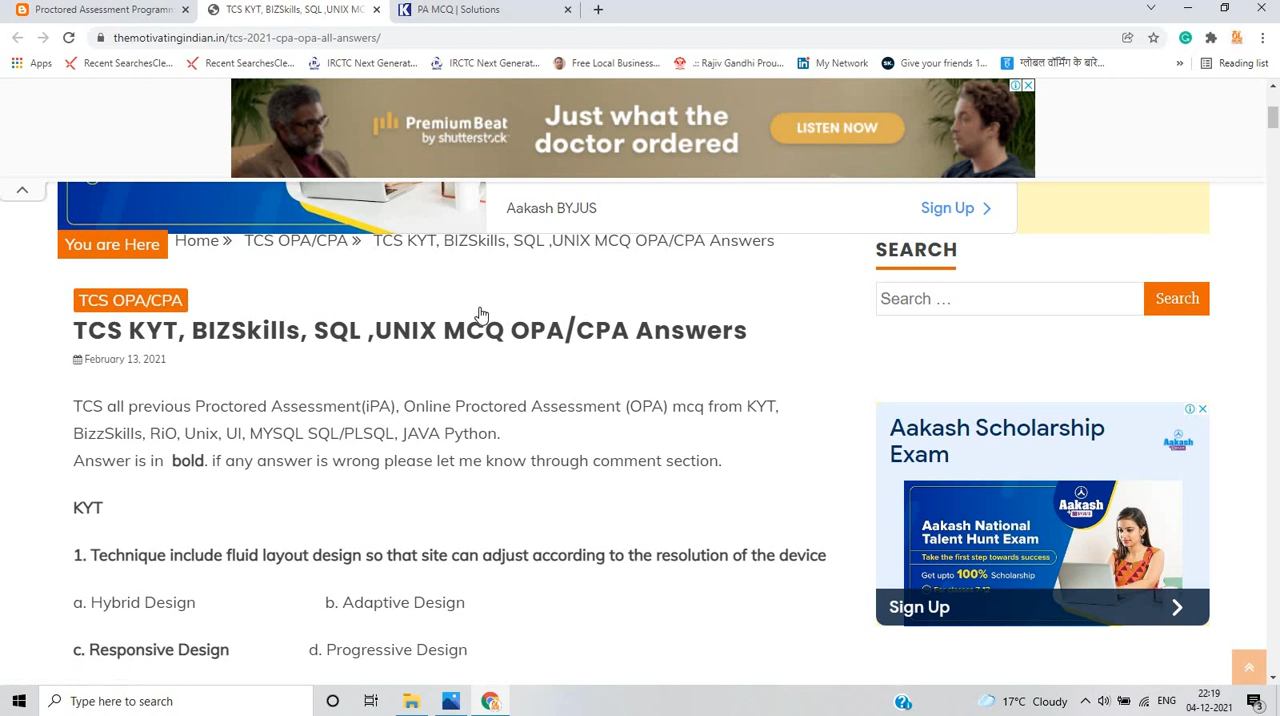 Proctored Assessment Programm
TCS KYT, BIZSkills, SQL ,UNIX MC
PA MCQ | Solutions
themotivatingindian.in/tcs-2021-cpa-opa-all-answers/
Apps
Recent SearchesCle...
Recent SearchesCle...
IRCTC Next Generat...
IRCTC Next Generat...
Free Local Business...
.:: Rajiv Gandhi Prou...
My Network
Give your friends 1...
ग्लोबल वॉर्मिंग के बारे...
Reading list
PremiumBeat
by shutterstock
Just what the
doctor ordered
LISTEN NOW
Aakash BYJUS
Sign Up
You are Here
Home » TCS OPA/CPA » TCS KYT, BIZSkills, SQL ,UNIX MCQ OPA/CPA Answers
SEARCH
Search …
Search
TCS OPA/CPA
TCS KYT, BIZSkills, SQL ,UNIX MCQ OPA/CPA Answers
February 13, 2021
TCS all previous Proctored Assessment(iPA), Online Proctored Assessment (OPA) mcq from KYT,
BizzSkills, RiO, Unix, UI, MYSQL SQL/PLSQL, JAVA Python.
Answer is in bold. if any answer is wrong please let me know through comment section.
KYT
1. Technique include fluid layout design so that site can adjust according to the resolution of the device
a. Hybrid Design b. Adaptive Design
c. Responsive Design d. Progressive Design
Aakash Scholarship
Exam
Aakash
Aakash National
Talent Hunt Exam
Take the first step towards success
Get upto 100% Scholarship
Sign Up
Type here to search
17°C Cloudy
ENG
22:19
04-12-2021
3